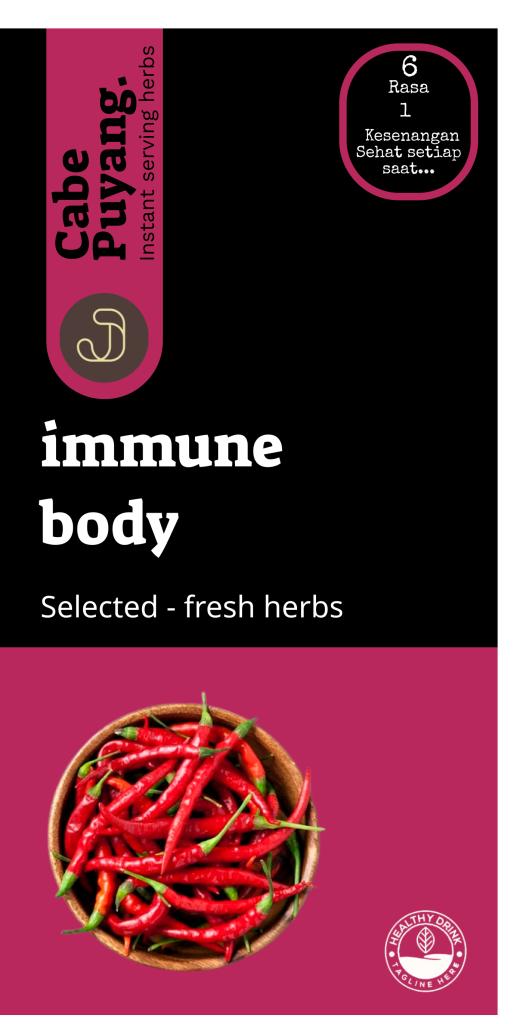 Cabe
Puyang.
Instant serving herbs
6
Rasa
1
Kesenangan
Sehat setiap
saat...
J
immune
body
Selected - fresh herbs
HEALTHY DRINK
TAGLINE HERE